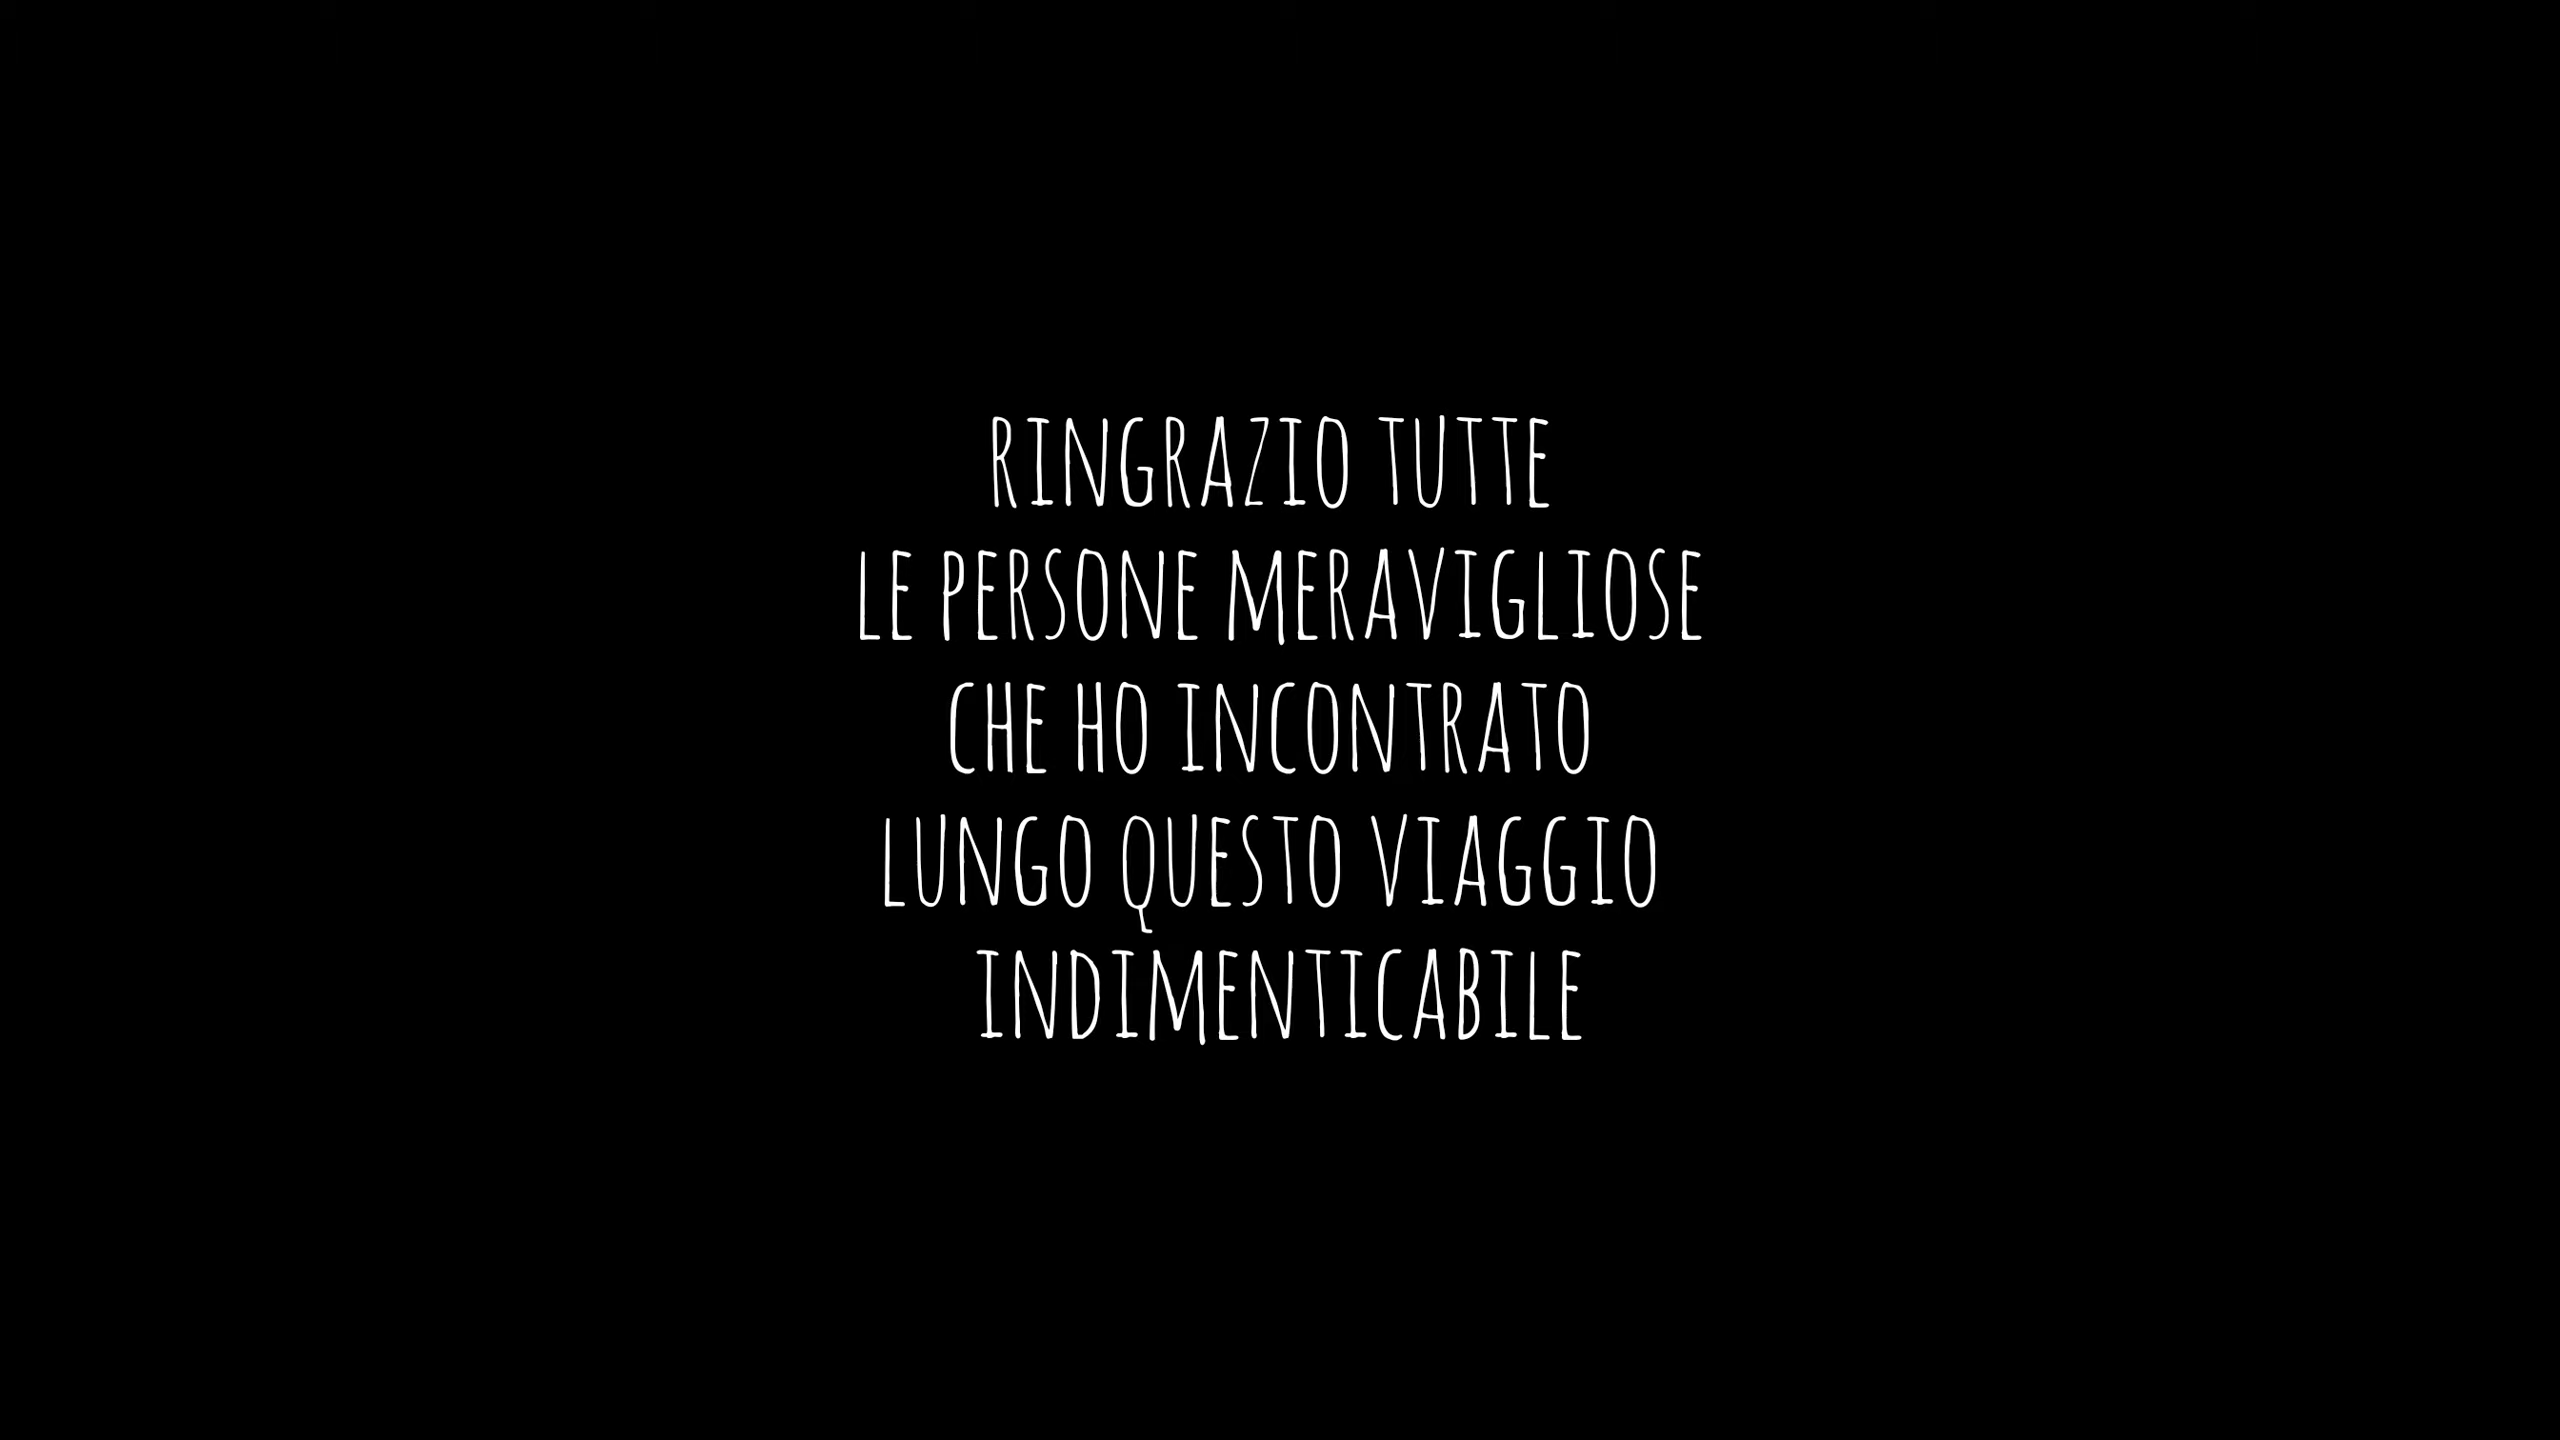 RINGRAZIO TUTTE
LE PERSONE MERAVIGLIOSE
CHE HO INCONTRATO
LUNGO QUESTO VIAGGIO
INDIMENTICABILE